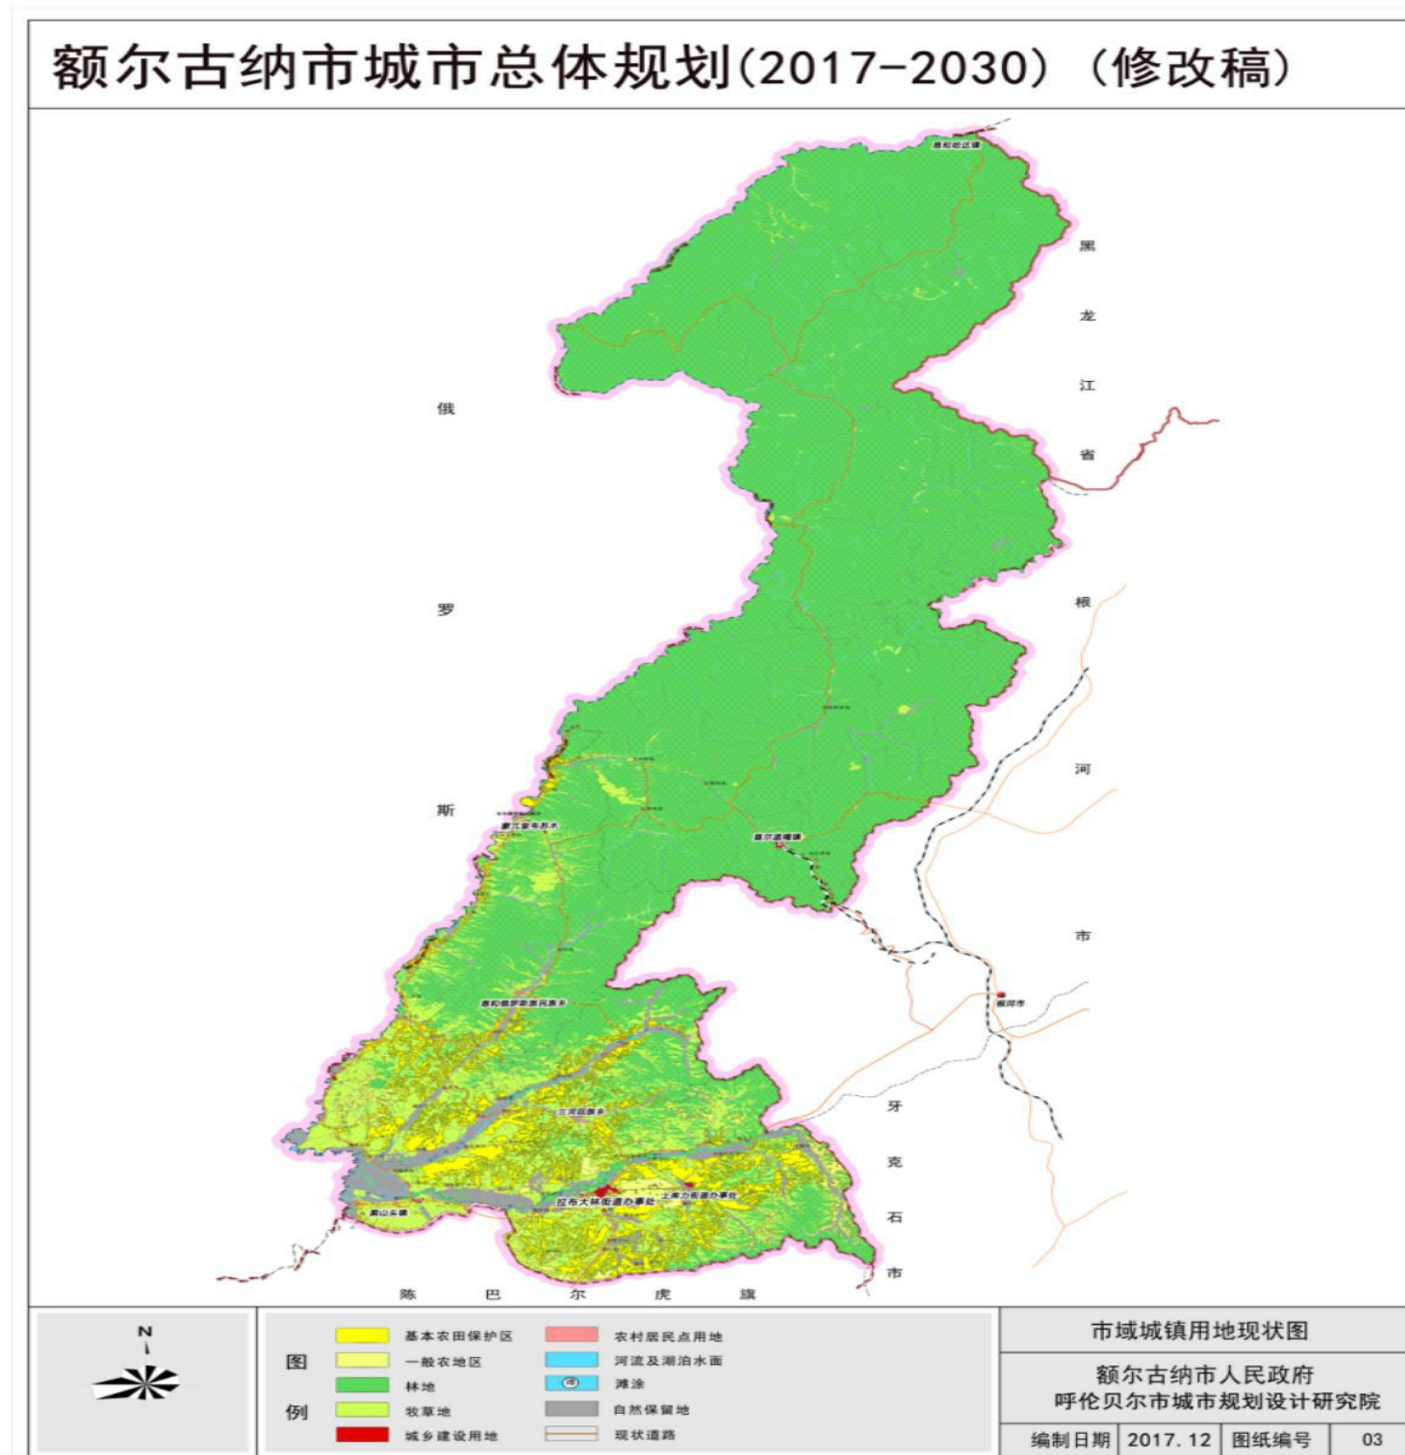 额尔古纳市城市总体规划(2017-2030) (修改稿)
恩和哈达镇
黑龙江省
俄罗斯
根河市
蒙兀室韦苏木
莫尔道嘎镇
根河市
恩和俄罗斯族民族乡
三河回族乡
牙克石市
拉布大林街道办事处
上库力街道办事处
黑山头镇
陈巴尔虎旗
N
图例
基本农田保护区
一般农地区
林地
牧草地
城乡建设用地
农村居民点用地
河流及湖泊水面
滩涂
自然保留地
现状道路
市域城镇用地现状图
额尔古纳市人民政府
呼伦贝尔市城市规划设计研究院
编制日期 2017.12 图纸编号 03